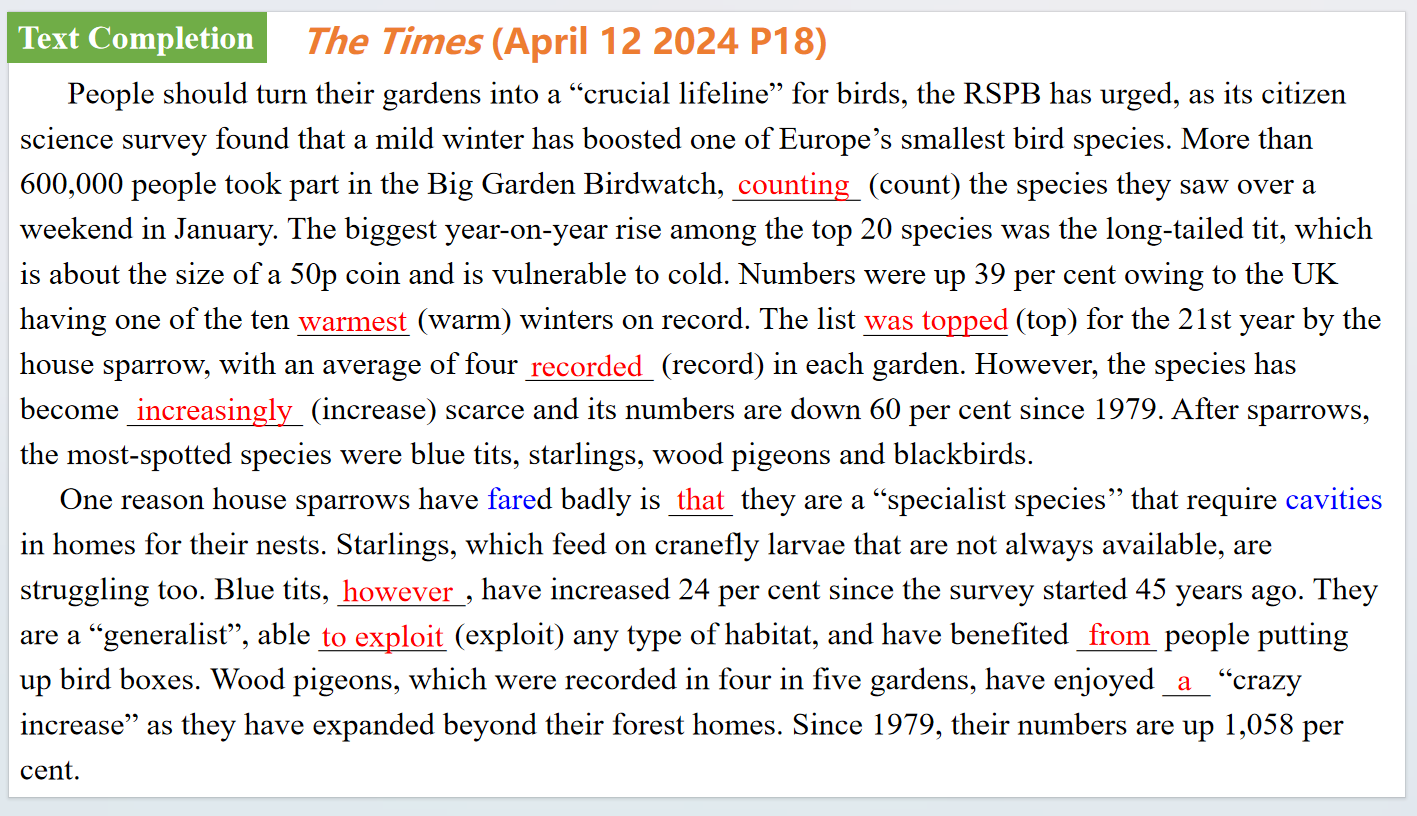 Text Completion The Times (April 12 2024 P18)
People should turn their gardens into a “crucial lifeline” for birds, the RSPB has urged, as its citizen
science survey found that a mild winter has boosted one of Europe’s smallest bird species. More than
600,000 people took part in the Big Garden Birdwatch, counting (count) the species they saw over a
weekend in January. The biggest year-on-year rise among the top 20 species was the long-tailed tit, which
is about the size of a 50p coin and is vulnerable to cold. Numbers were up 39 per cent owing to the UK
having one of the ten warmest (warm) winters on record. The list was topped (top) for the 21st year by the
house sparrow, with an average of four recorded (record) in each garden. However, the species has
become increasingly (increase) scarce and its numbers are down 60 per cent since 1979. After sparrows,
the most-spotted species were blue tits, starlings, wood pigeons and blackbirds.
One reason house sparrows have fared badly is that they are a “specialist species” that require cavities
in homes for their nests. Starlings, which feed on cranefly larvae that are not always available, are
struggling too. Blue tits, however, have increased 24 per cent since the survey started 45 years ago. They
are a “generalist”, able to exploit (exploit) any type of habitat, and have benefited from people putting
up bird boxes. Wood pigeons, which were recorded in four in five gardens, have enjoyed a “crazy
increase” as they have expanded beyond their forest homes. Since 1979, their numbers are up 1,058 per
cent.